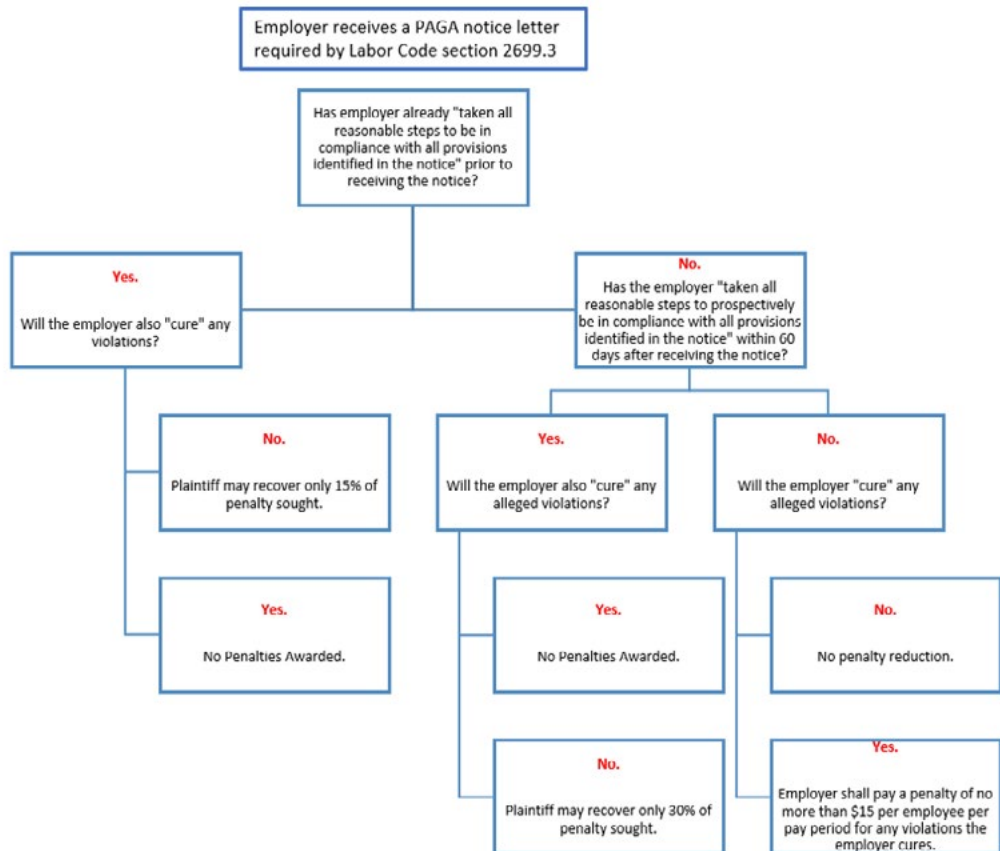 Employer receives a PAGA notice letter
required by Labor Code section 2699.3
Has employer already "taken all
reasonable steps to be in
compliance with all provisions
identified in the notice" prior to
receiving the notice?
Yes.
Will the employer also "cure" any
violations?
No.
Has the employer "taken all
reasonable steps to prospectively
be in compliance with all provisions
identified in the notice" within 60
days after receiving the notice?
No.
Plaintiff may recover only 15% of
penalty sought.
Yes.
No Penalties Awarded.
Yes.
Will the employer also "cure" any
alleged violations?
No.
Will the employer "cure" any
alleged violations?
Yes.
No Penalties Awarded.
No.
Plaintiff may recover only 30% of
penalty sought.
No.
No penalty reduction.
Yes.
Employer shall pay a penalty of no
more than $15 per employee per
pay period for any violations the
employer cures.